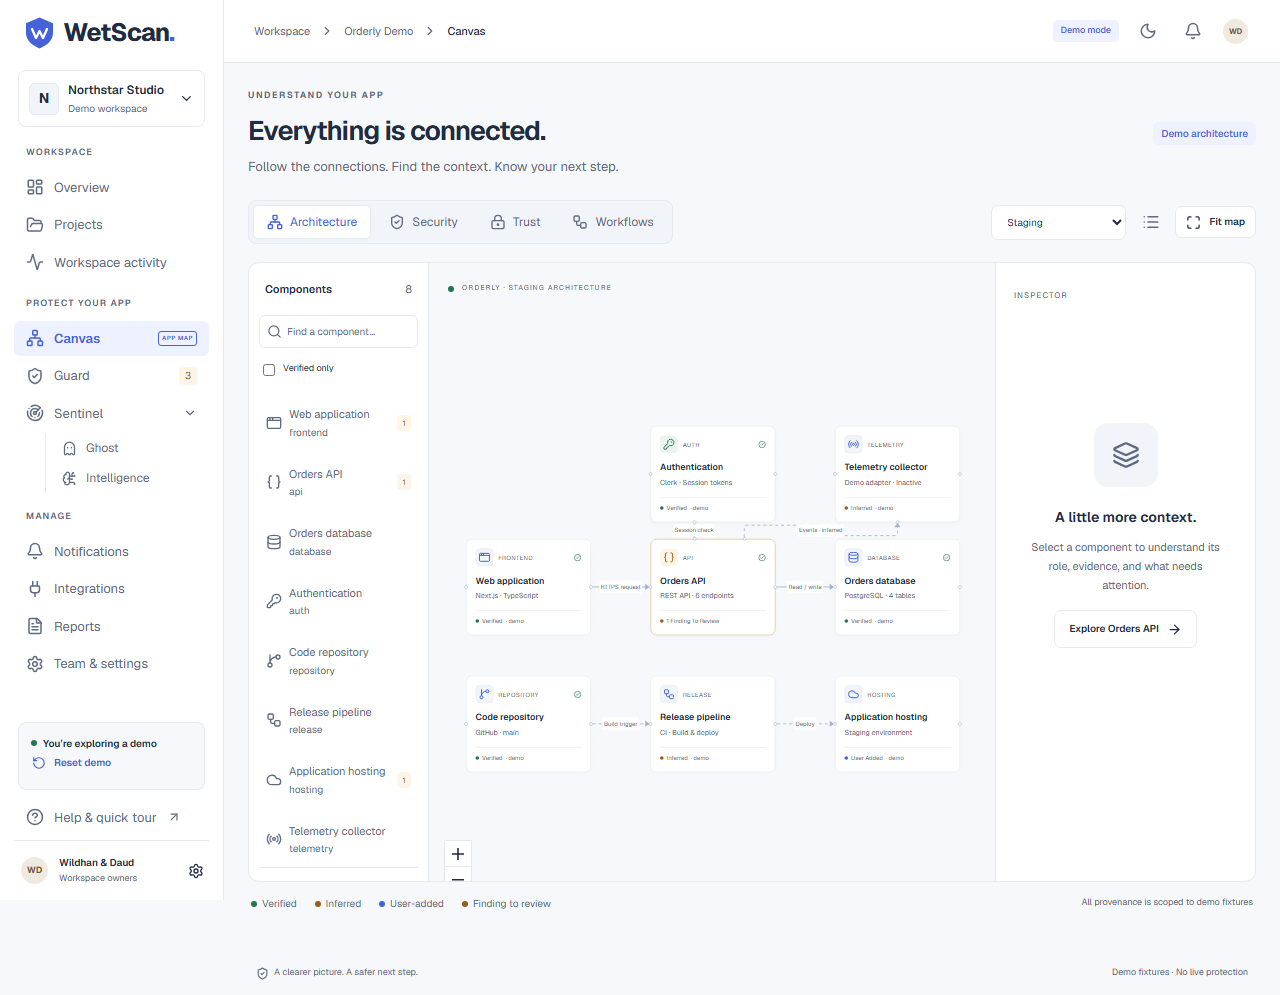 WetScan.
Workspace > Orderly Demo > Canvas
Demo mode
WD
N
Northstar Studio
Demo workspace
WORKSPACE
Overview
Projects
Workspace activity
PROTECT YOUR APP
Canvas
APP MAP
Guard
3
Sentinel
Ghost
Intelligence
MANAGE
Notifications
Integrations
Reports
Team & settings
You're exploring a demo
Reset demo
Help & quick tour
WD
Wildhan & Daud
Workspace owners
UNDERSTAND YOUR APP
Everything is connected.
Follow the connections. Find the context. Know your next step.
Demo architecture
Architecture
Security
Trust
Workflows
Staging
Fit map
Components
8
Find a component...
Verified only
Web application
frontend
1
Orders API
api
1
Orders database
database
Authentication
auth
Code repository
repository
Release pipeline
release
Application hosting
hosting
1
Telemetry collector
telemetry
ORDERLY · STAGING ARCHITECTURE
AUTH
Authentication
Clerk · Session tokens
Verified · demo
TELEMETRY
Telemetry collector
Demo adapter · Inactive
Inferred · demo
Session check
Events · inferred
FRONTEND
Web application
Next.js · TypeScript
Verified · demo
HTTPS request
API
Orders API
REST API · 6 endpoints
1 Finding To Review
Read / write
DATABASE
Orders database
PostgreSQL · 4 tables
Verified · demo
REPOSITORY
Code repository
GitHub · main
Verified · demo
Build trigger
RELEASE
Release pipeline
CI · Build & deploy
Inferred · demo
Deploy
HOSTING
Application hosting
Staging environment
User Added · demo
INSPECTOR
A little more context.
Select a component to understand its
role, evidence, and what needs
attention.
Explore Orders API
Verified
Inferred
User-added
Finding to review
All provenance is scoped to demo fixtures
A clearer picture. A safer next step.
Demo fixtures · No live protection